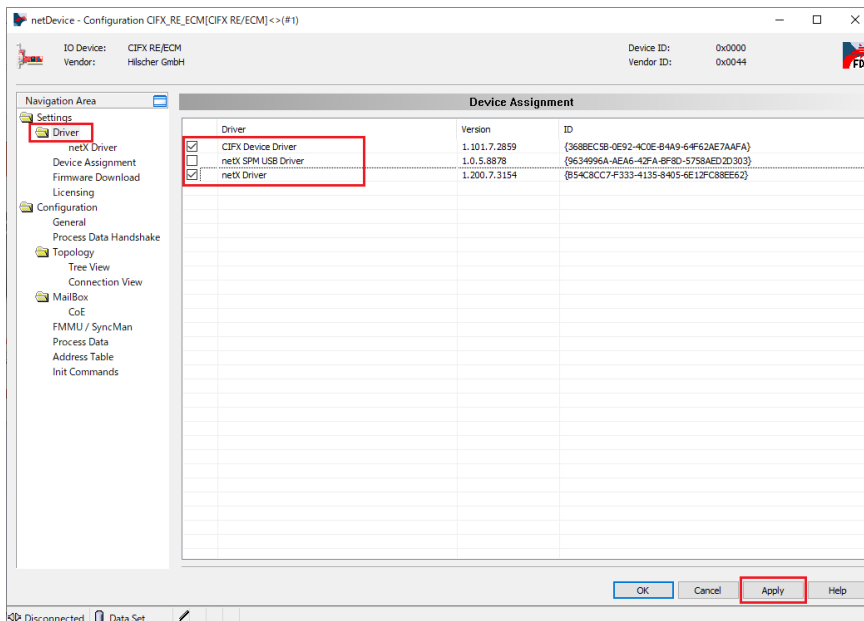 netDevice - Configuration CIFX_RE_ECM[CIFX RE/ECM]<>(#1)
IO Device: CIFX RE/ECM Device ID: 0x0000
Vendor: Hilscher GmbH Vendor ID: 0x0044
FD
Navigation Area Device Assignment
Settings
Driver
netX Driver
Device Assignment
Firmware Download
Licensing
Configuration
General
Process Data Handshake
Topology
Tree View
Connection View
MailBox
CoE
FMMU / SyncMan
Process Data
Address Table
Init Commands
Driver Version ID
CIFX Device Driver 1.101.7.2859 {368BEC5B-0E92-4C0E-B4A9-64F62AE7AAFA}
netX SPM USB Driver 1.0.5.8878 {9634996A-AEA6-42FA-BF8D-5758AED2D303}
netX Driver 1.200.7.3154 {B54C8CC7-F333-4135-8405-6E12FC88EE62}
OK Cancel Apply Help
Disconnected Data Set